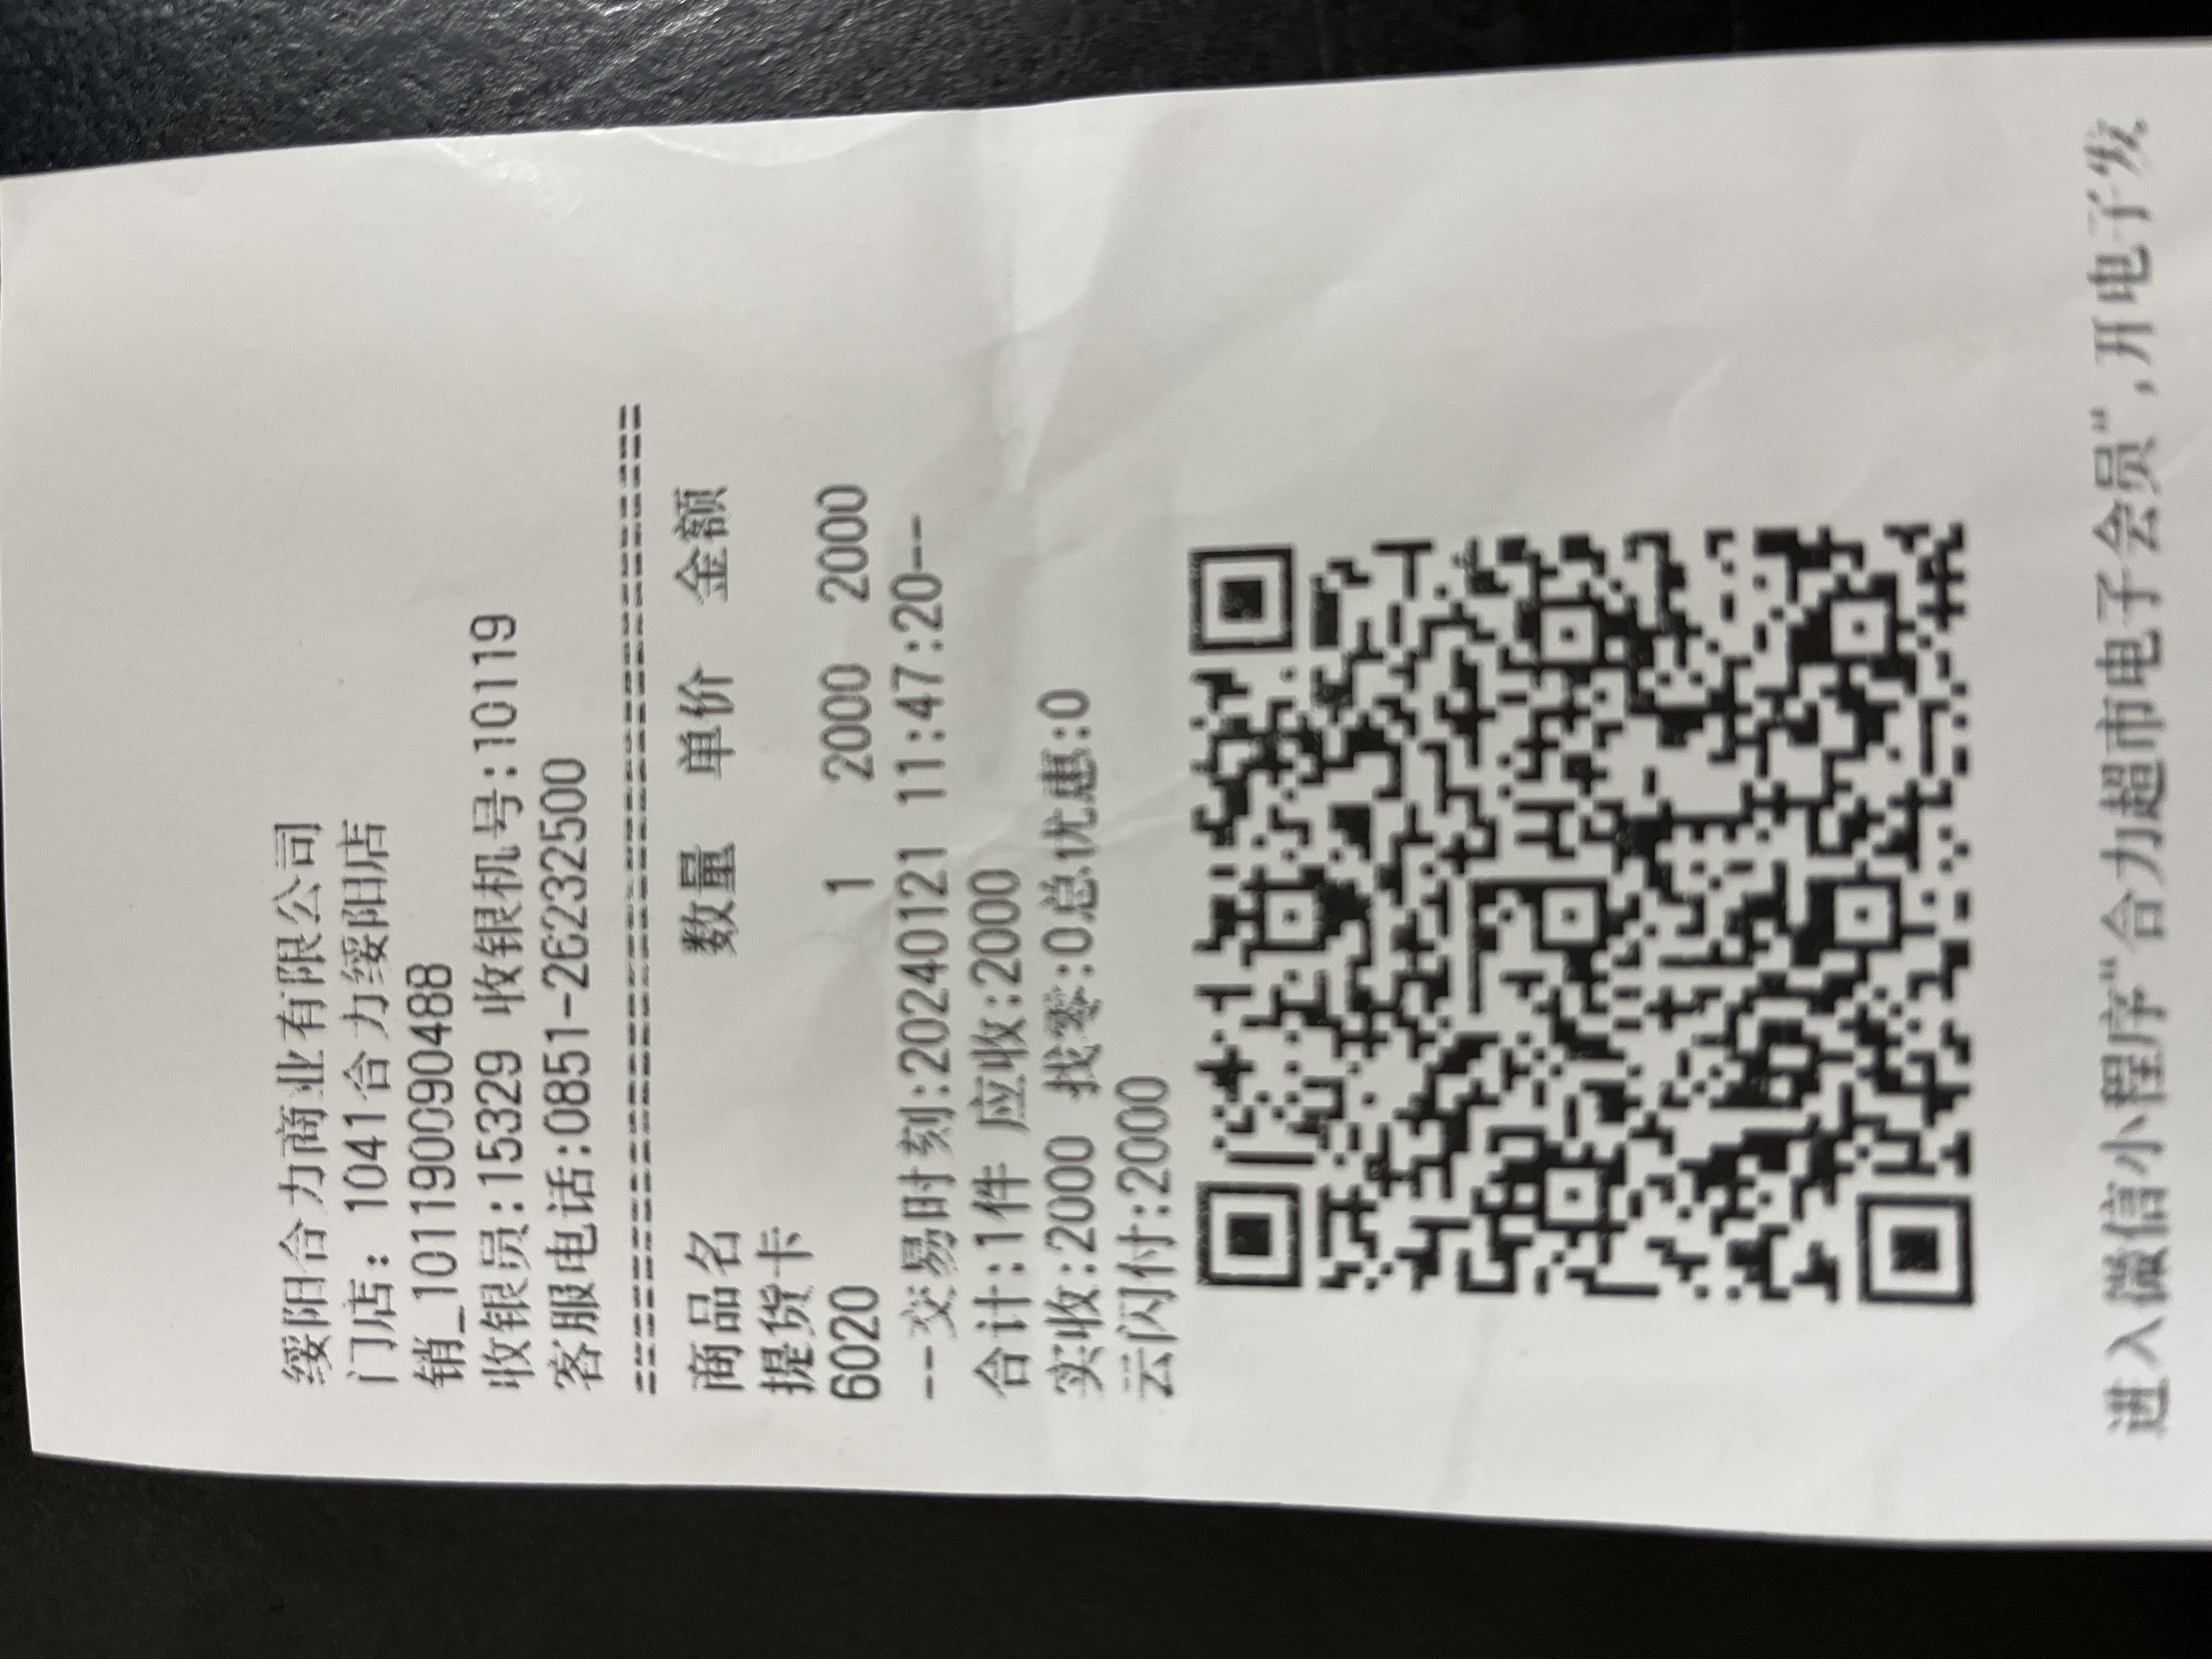 绥阳合力商业有限公司
门店: 1041合力绥阳店
销_101190090488
收银员:15329 收银机号:10119
客服电话:0851-26232500
==========================================
商品名 数量 单价 金额
提货卡
6020 1 2000 2000
--交易时刻:20240121 11:47:20--
合计:1件 应收:2000
实收:2000 找零:0总优惠:0
云闪付:2000
进入微信小程序"合力超市电子会员",开电子发